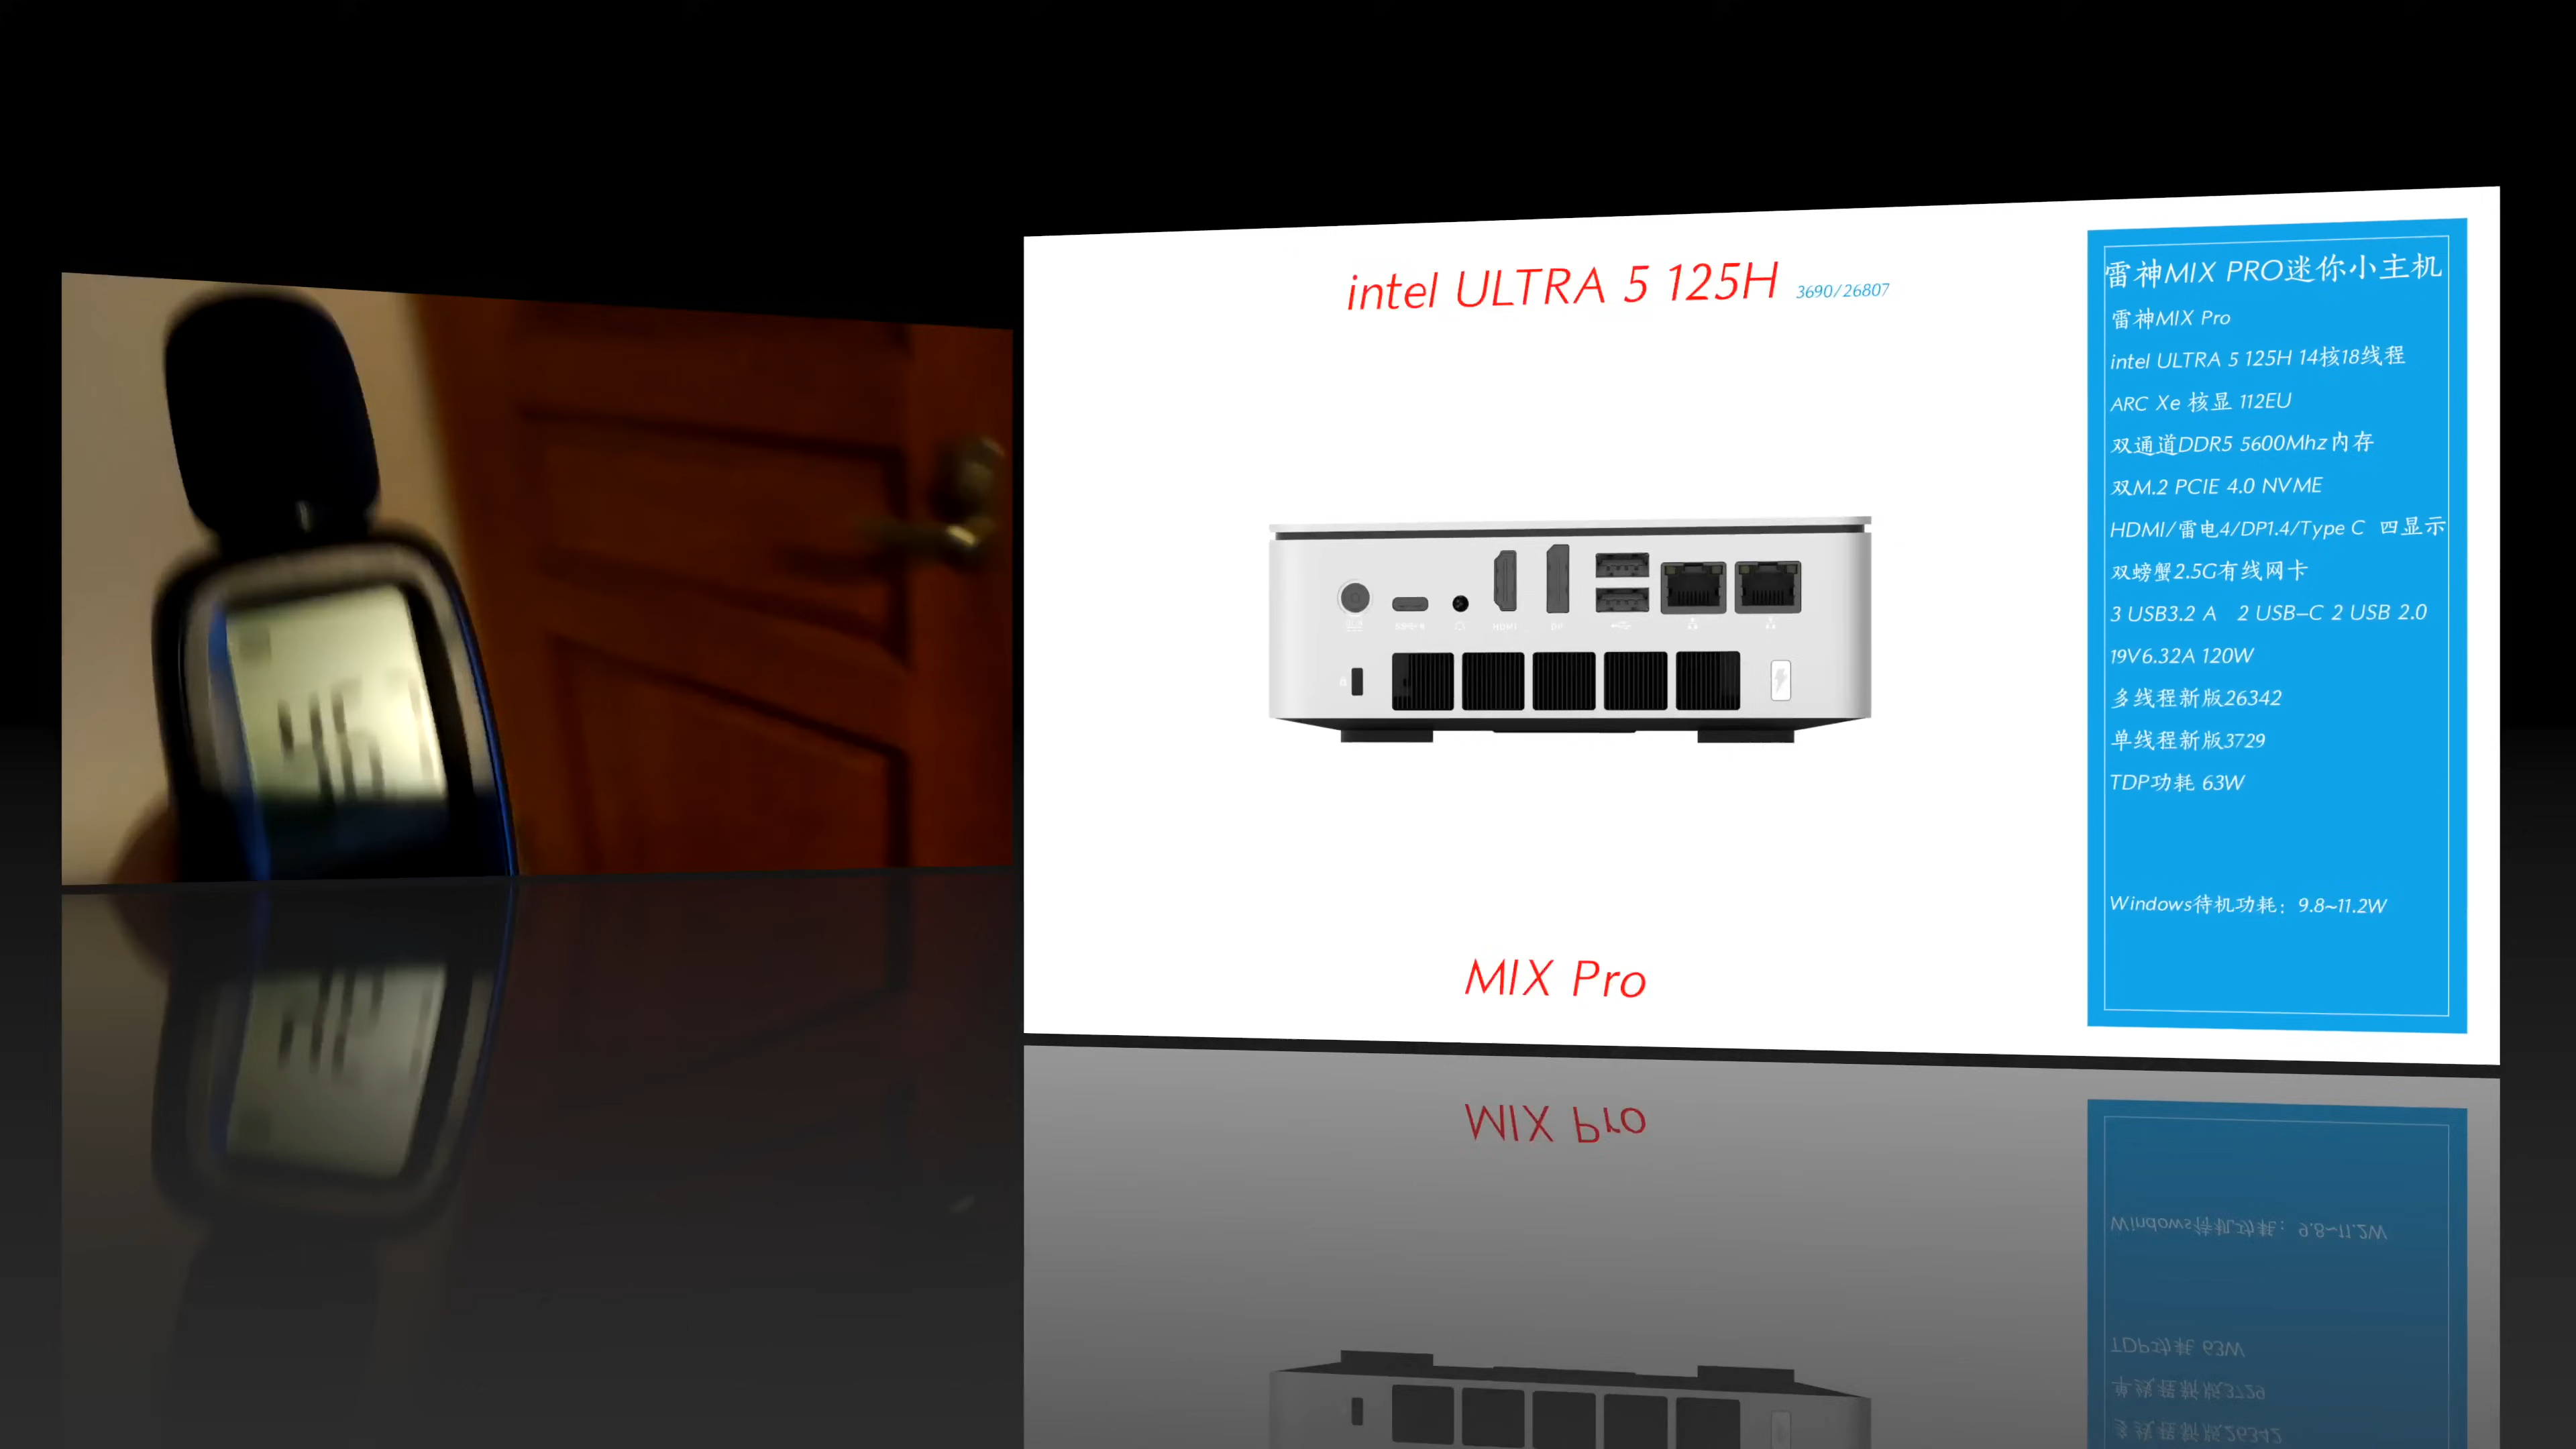 intel ULTRA 5 125H 3690/26807
HDMI
DP
MIX Pro
雷神MIX PRO迷你小主机
雷神MIX Pro
intel ULTRA 5 125H 14核18线程
ARC Xe 核显 112EU
双通道DDR5 5600Mhz内存
双M.2 PCIE 4.0 NVME
HDMI/雷电4/DP1.4/Type C 四显示
双螃蟹2.5G有线网卡
3 USB3.2 A 2 USB-C 2 USB 2.0
19V6.32A 120W
多线程新版26342
单线程新版3729
TDP功耗 63W
Windows待机功耗：9.8~11.2W